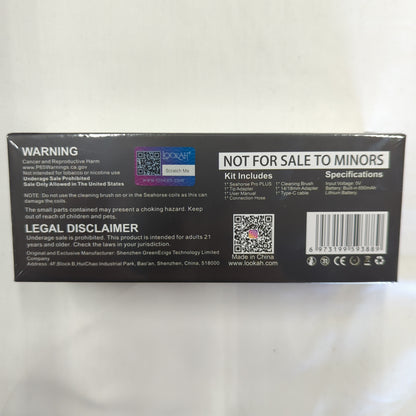 WARNING
Cancer and Reproductive Harm
www.P65Warnings.ca.gov
Not intended for tobacco or nicotine use
Underage Sale Prohibited
Sale Only Allowed in The United States
NOTE: Do not use the cleaning brush on or in the Seahorse coils as this can
damage the coils.
The small parts contained may present a choking hazard. Keep
out of reach of children and pets.
LEGAL DISCLAIMER
Underage sale is prohibited. This product is intended for adults 21
years and older. Check the laws in your jurisdiction.
Original and Exclusive Manufacturer: Shenzhen GreenEcigs Technology Limited
Company
Address: 4F,Block B,HuiChao Industrial Park, Bao'an, Shenzhen, China, 518000
LOOKAH
Scratch Me
NOT FOR SALE TO MINORS
Kit Includes
1* Seahorse Pro PLUS
1* Tip Adapter
1* User Manual
1* Connection Hose
1* Cleaning Brush
1* 14/18mm Adapter
1* Type-C cable
Specifications
Input Voltage: 5V
Battery: Built-in 650mAh
Lithium Battery.
Made in China
www.lookah.com
6 973199 593889